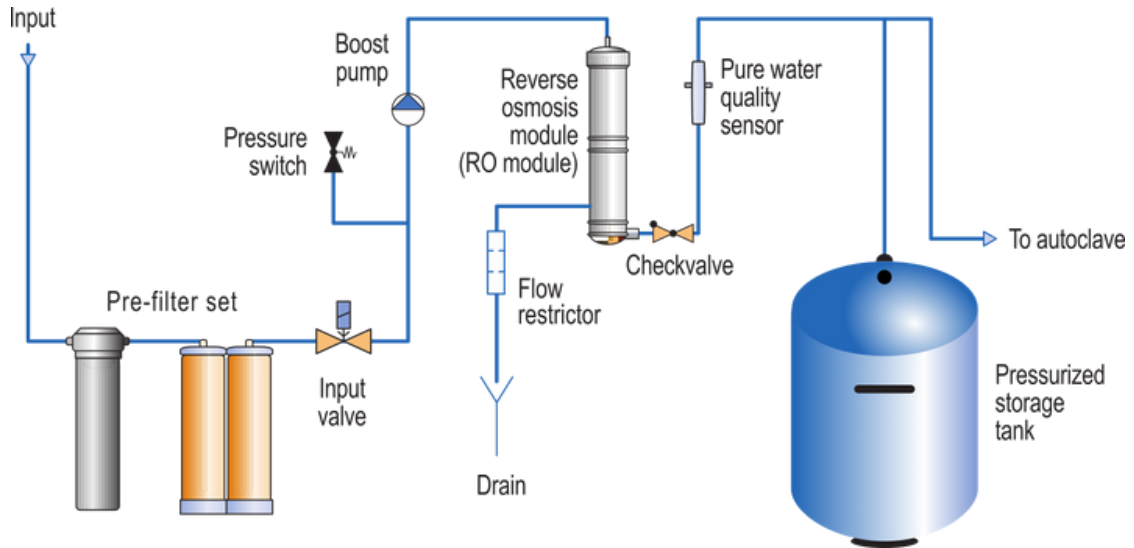 Input
Boost
pump
Pressure
switch
Reverse
osmosis
module
(RO module)
Pure water
quality
sensor
Checkvalve
To autoclave
Pre-filter set
Flow
restrictor
Input
valve
Pressurized
storage
tank
Drain